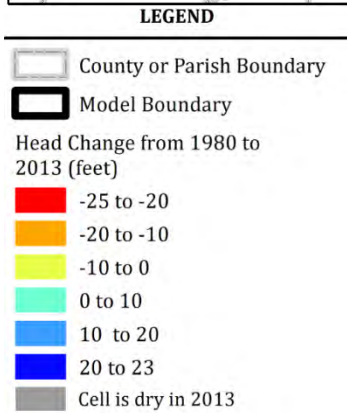 LEGEND
County or Parish Boundary
Model Boundary
Head Change from 1980 to
2013 (feet)
-25 to -20
-20 to -10
-10 to 0
0 to 10
10 to 20
20 to 23
Cell is dry in 2013